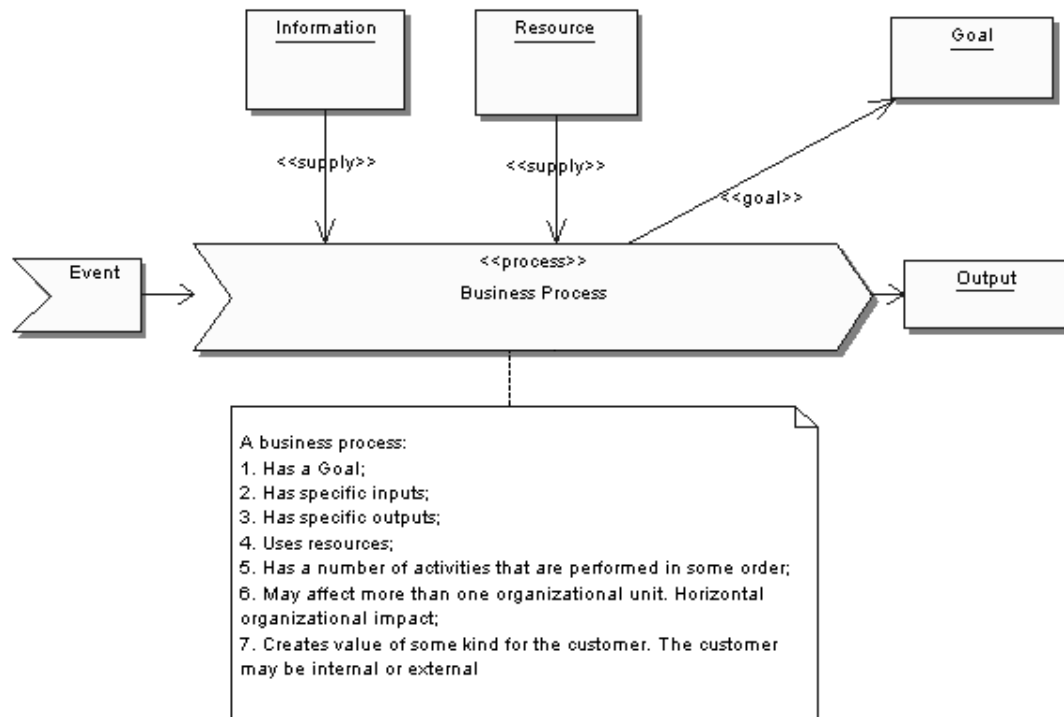 Information
Resource
Goal
<<supply>>
<<supply>>
<<goal>>
Event
<<process>>
Business Process
Output
A business process:
1. Has a Goal;
2. Has specific inputs;
3. Has specific outputs;
4. Uses resources;
5. Has a number of activities that are performed in some order;
6. May affect more than one organizational unit. Horizontal
organizational impact;
7. Creates value of some kind for the customer. The customer
may be internal or external